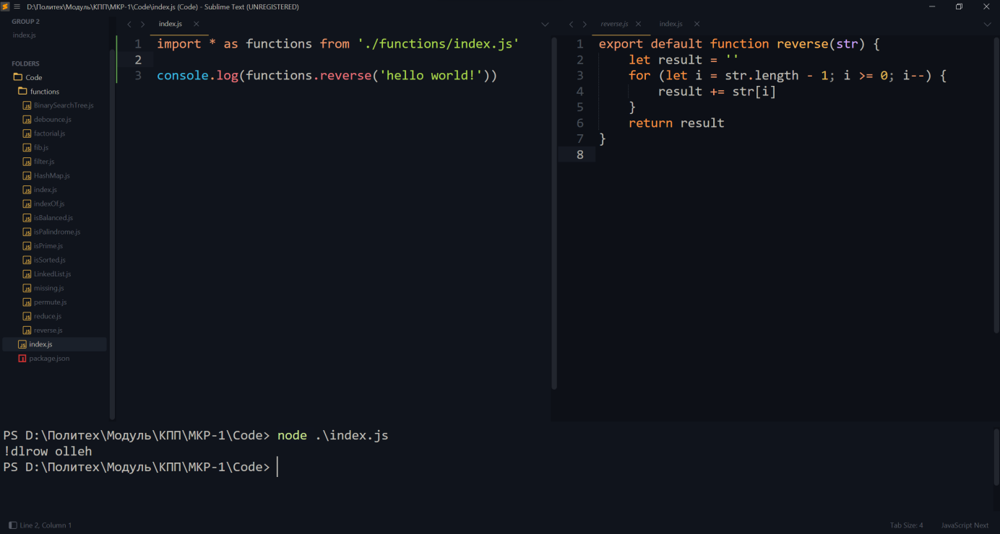 D:\Политех\Модуль\КПП\МКР-1\Code\index.js (Code) - Sublime Text (UNREGISTERED)
GROUP 2
index.js
FOLDERS
Code
functions
BinarySearchTree.js
debounce.js
factorial.js
fib.js
filter.js
HashMap.js
index.js
indexOf.js
isBalanced.js
isPalindrome.js
isPrime.js
isSorted.js
LinkedList.js
missing.js
permute.js
reduce.js
reverse.js
index.js
package.json
index.js
1 import * as functions from './functions/index.js'
2
3 console.log(functions.reverse('hello world!'))
reverse.js index.js
1 export default function reverse(str) {
2 let result = ''
3 for (let i = str.length - 1; i >= 0; i--) {
4 result += str[i]
5 }
6 return result
7 }
8
PS D:\Политех\Модуль\КПП\МКР-1\Code> node .\index.js
!dlrow olleh
PS D:\Политех\Модуль\КПП\МКР-1\Code>
Line 2, Column 1
Tab Size: 4 JavaScript Next